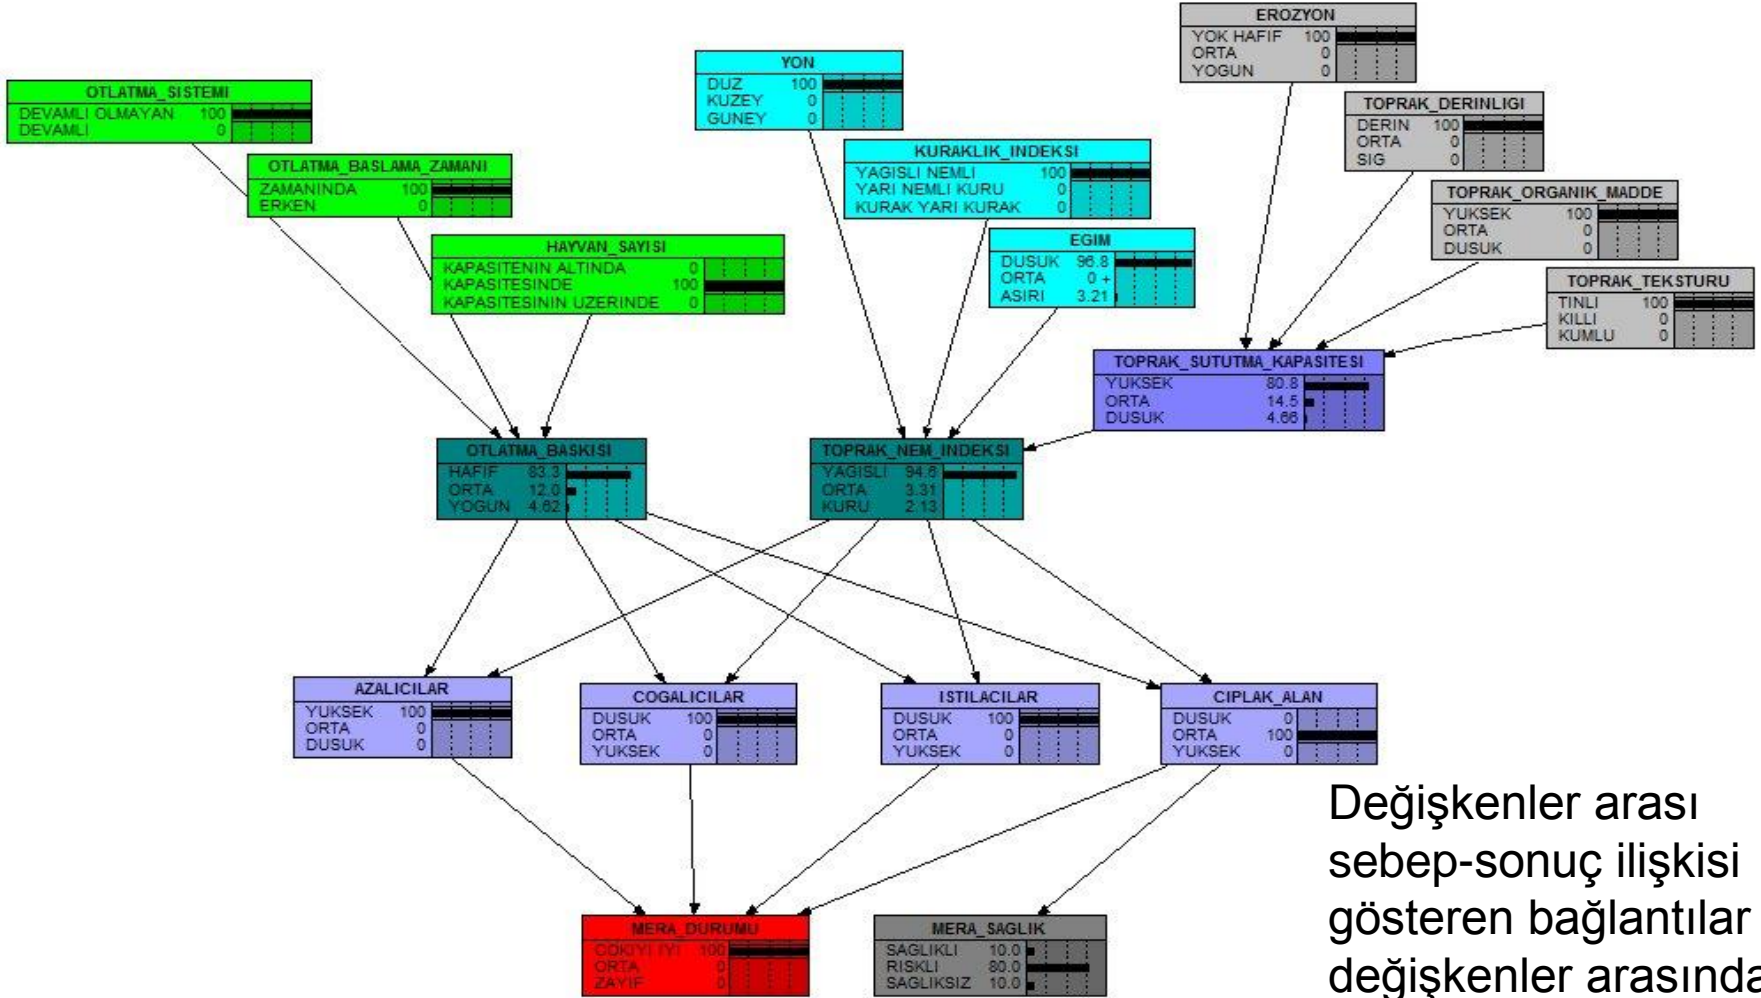 EROZYON
YOK HAFIF 100
ORTA 0
YOGUN 0
YON
DUZ 100
KUZEY 0
GUNEY 0
OTLATMA_SISTEMI
DEVAMLI OLMAYAN 100
DEVAMLI 0
TOPRAK_DERINLIGI
DERIN 100
ORTA 0
SIG 0
KURAKLIK_INDEKSI
YAGISLI NEMLI 100
YARI NEMLI KURU 0
KURAK YARI KURAK 0
OTLATMA_BASLAMA_ZAMANI
ZAMANINDA 100
ERKEN 0
TOPRAK_ORGANIK_MADDE
YUKSEK 100
ORTA 0
DUSUK 0
HAYVAN_SAYISI
KAPASITENIN ALTINDA 0
KAPASITESINDE 100
KAPASITESININ UZERINDE 0
EGIM
DUSUK 96.8
ORTA 0 +
ASIRI 3.21
TOPRAK_TEKSTURU
TINLI 100
KILLI 0
KUMLU 0
TOPRAK_SUTUTMA_KAPASITESI
YUKSEK 80.8
ORTA 14.5
DUSUK 4.66
OTLATMA_BASKISI
HAFIF 83.3
ORTA 12.0
YOGUN 4.62
TOPRAK_NEM_INDEKSI
YAGISLI 94.6
ORTA 3.31
KURU 2.13
AZALICILAR
YUKSEK 100
ORTA 0
DUSUK 0
COGALICILAR
DUSUK 100
ORTA 0
YUKSEK 0
ISTILACILAR
DUSUK 100
ORTA 0
YUKSEK 0
CIPLAK_ALAN
DUSUK 0
ORTA 100
YUKSEK 0
MERA_DURUMU
COKIYI IYI 100
ORTA 0
ZAYIF 0
MERA_SAGLIK
SAGLIKLI 10.0
RISKLI 80.0
SAGLIKSIZ 10.0
Değişkenler arası
sebep-sonuç ilişkisi
gösteren bağlantılar
değişkenler arasında